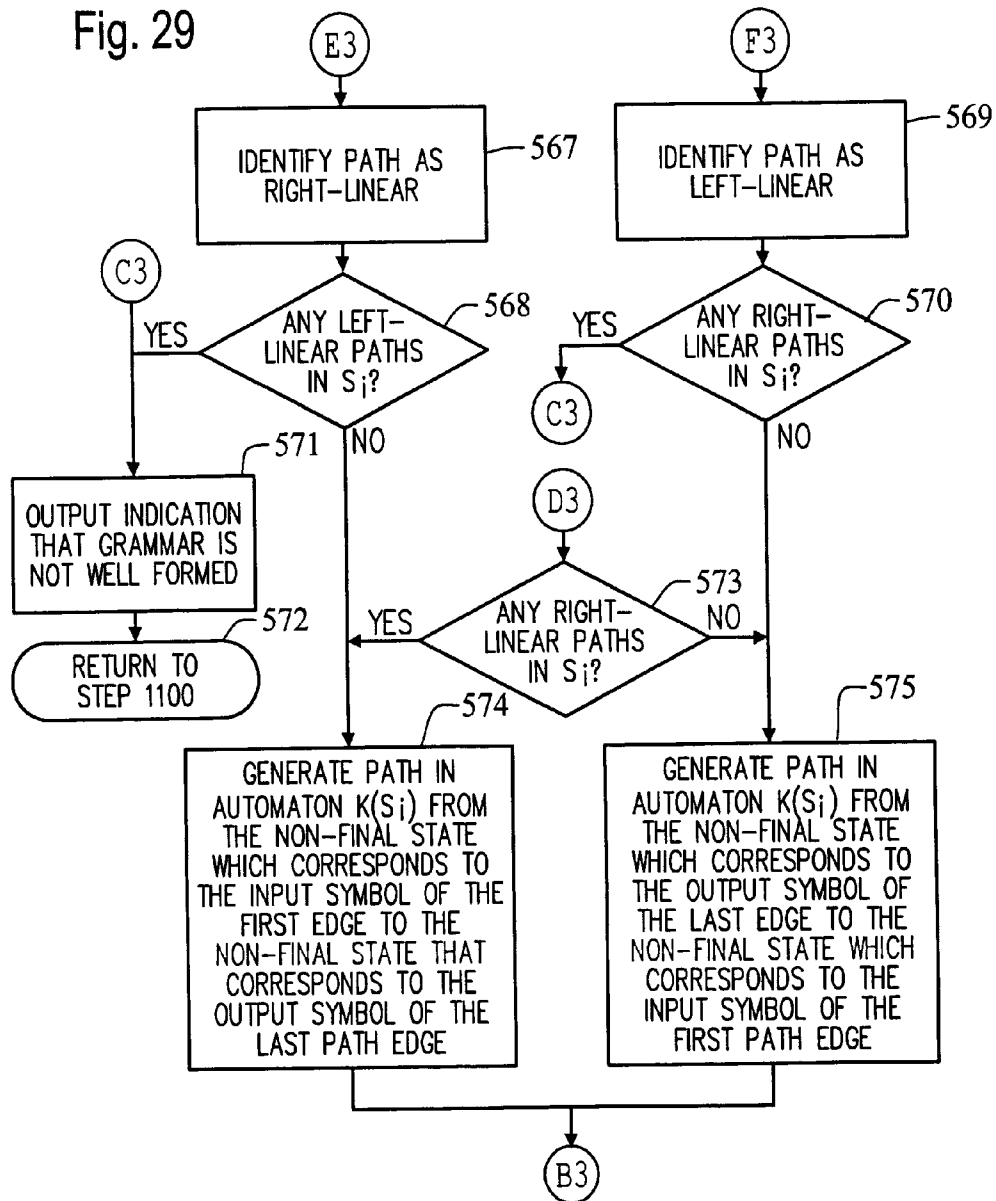 Fig. 29
E3
F3
IDENTIFY PATH AS
RIGHT-LINEAR
567
IDENTIFY PATH AS
LEFT-LINEAR
569
C3
YES
ANY LEFT-
LINEAR PATHS
IN Si?
568
NO
YES
ANY RIGHT-
LINEAR PATHS
IN Si?
570
NO
C3
571
OUTPUT INDICATION
THAT GRAMMAR IS
NOT WELL FORMED
572
RETURN TO
STEP 1100
D3
YES
ANY RIGHT-
LINEAR PATHS
IN Si?
573
NO
574
GENERATE PATH IN
AUTOMATON K(Si) FROM
THE NON-FINAL STATE
WHICH CORRESPONDS TO
THE INPUT SYMBOL OF THE
FIRST EDGE TO THE
NON-FINAL STATE THAT
CORRESPONDS TO THE
OUTPUT SYMBOL OF THE
LAST PATH EDGE
575
GENERATE PATH IN
AUTOMATON K(Si) FROM
THE NON-FINAL STATE
WHICH CORRESPONDS TO
THE OUTPUT SYMBOL OF
THE LAST EDGE TO THE
NON-FINAL STATE WHICH
CORRESPONDS TO THE
INPUT SYMBOL OF THE
FIRST PATH EDGE
B3